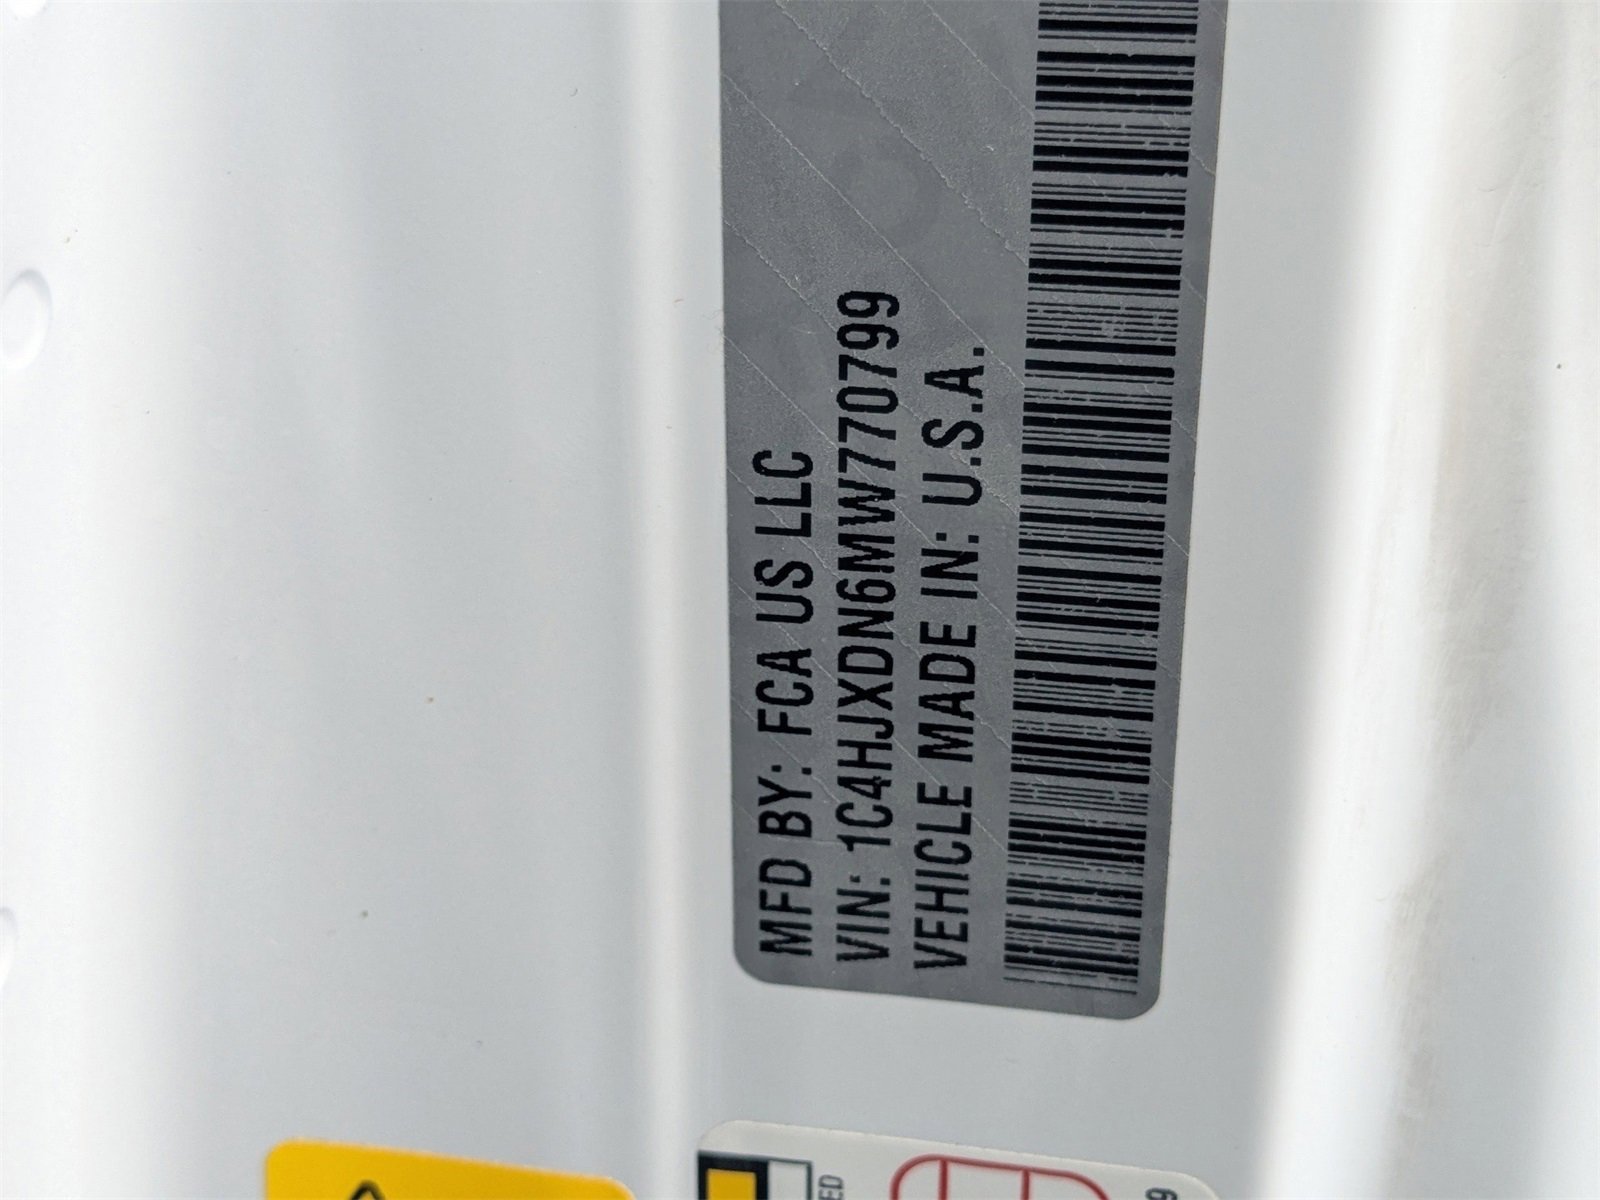 MFD BY: FCA US LLC
VIN: 1C4HJXDN6MW770799
VEHICLE MADE IN: U.S.A.